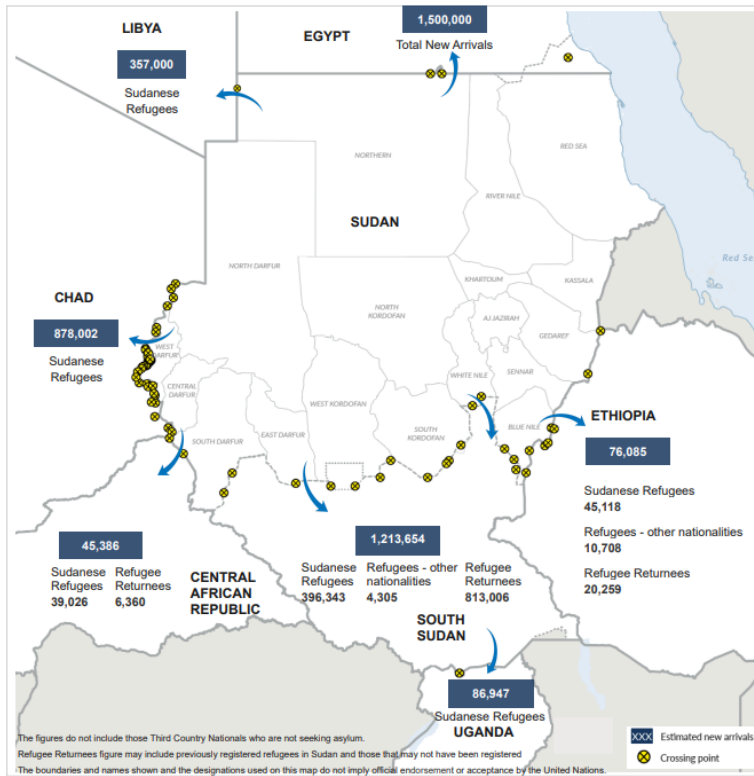 LIBYA
357,000
Sudanese
Refugees
EGYPT
1,500,000
Total New Arrivals
NORTHERN
RED SEA
RIVER NILE
SUDAN
Red Se
NORTH DARFUR
KHARTOUM
KASSALA
CHAD
878,002
Sudanese
Refugees
NORTH
KORDOFAN
AJ JAZIRAH
GEDAREF
WEST
DARFUR
CENTRAL
DARFUR
WHITE NILE
SENNAR
WEST KORDOFAN
SOUTH
KORDOFAN
BLUE NILE
SOUTH DARFUR
EAST DARFUR
ETHIOPIA
76,085
Sudanese Refugees
45,118
Refugees - other nationalities
10,708
Refugee Returnees
20,259
45,386
Sudanese
Refugees
39,026
Refugee
Returnees
6,360
CENTRAL
AFRICAN
REPUBLIC
1,213,654
Sudanese
Refugees
396,343
Refugees - other
nationalities
4,305
Refugee
Returnees
813,006
SOUTH
SUDAN
86,947
Sudanese Refugees
UGANDA
The figures do not include those Third Country Nationals who are not seeking asylum.
Refugee Returnees figure may include previously registered refugees in Sudan and those that may not have been registered
The boundaries and names shown and the designations used on this map do not imply official endorsement or acceptance by the United Nations.
XXX Estimated new arrivals
Crossing point